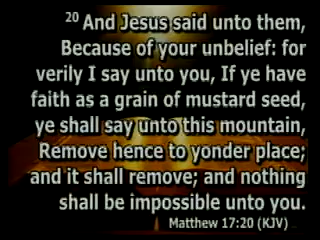 20 And Jesus said unto them,
Because of your unbelief: for
verily I say unto you, If ye have
faith as a grain of mustard seed,
ye shall say unto this mountain,
Remove hence to yonder place;
and it shall remove; and nothing
shall be impossible unto you.
Matthew 17:20 (KJV)